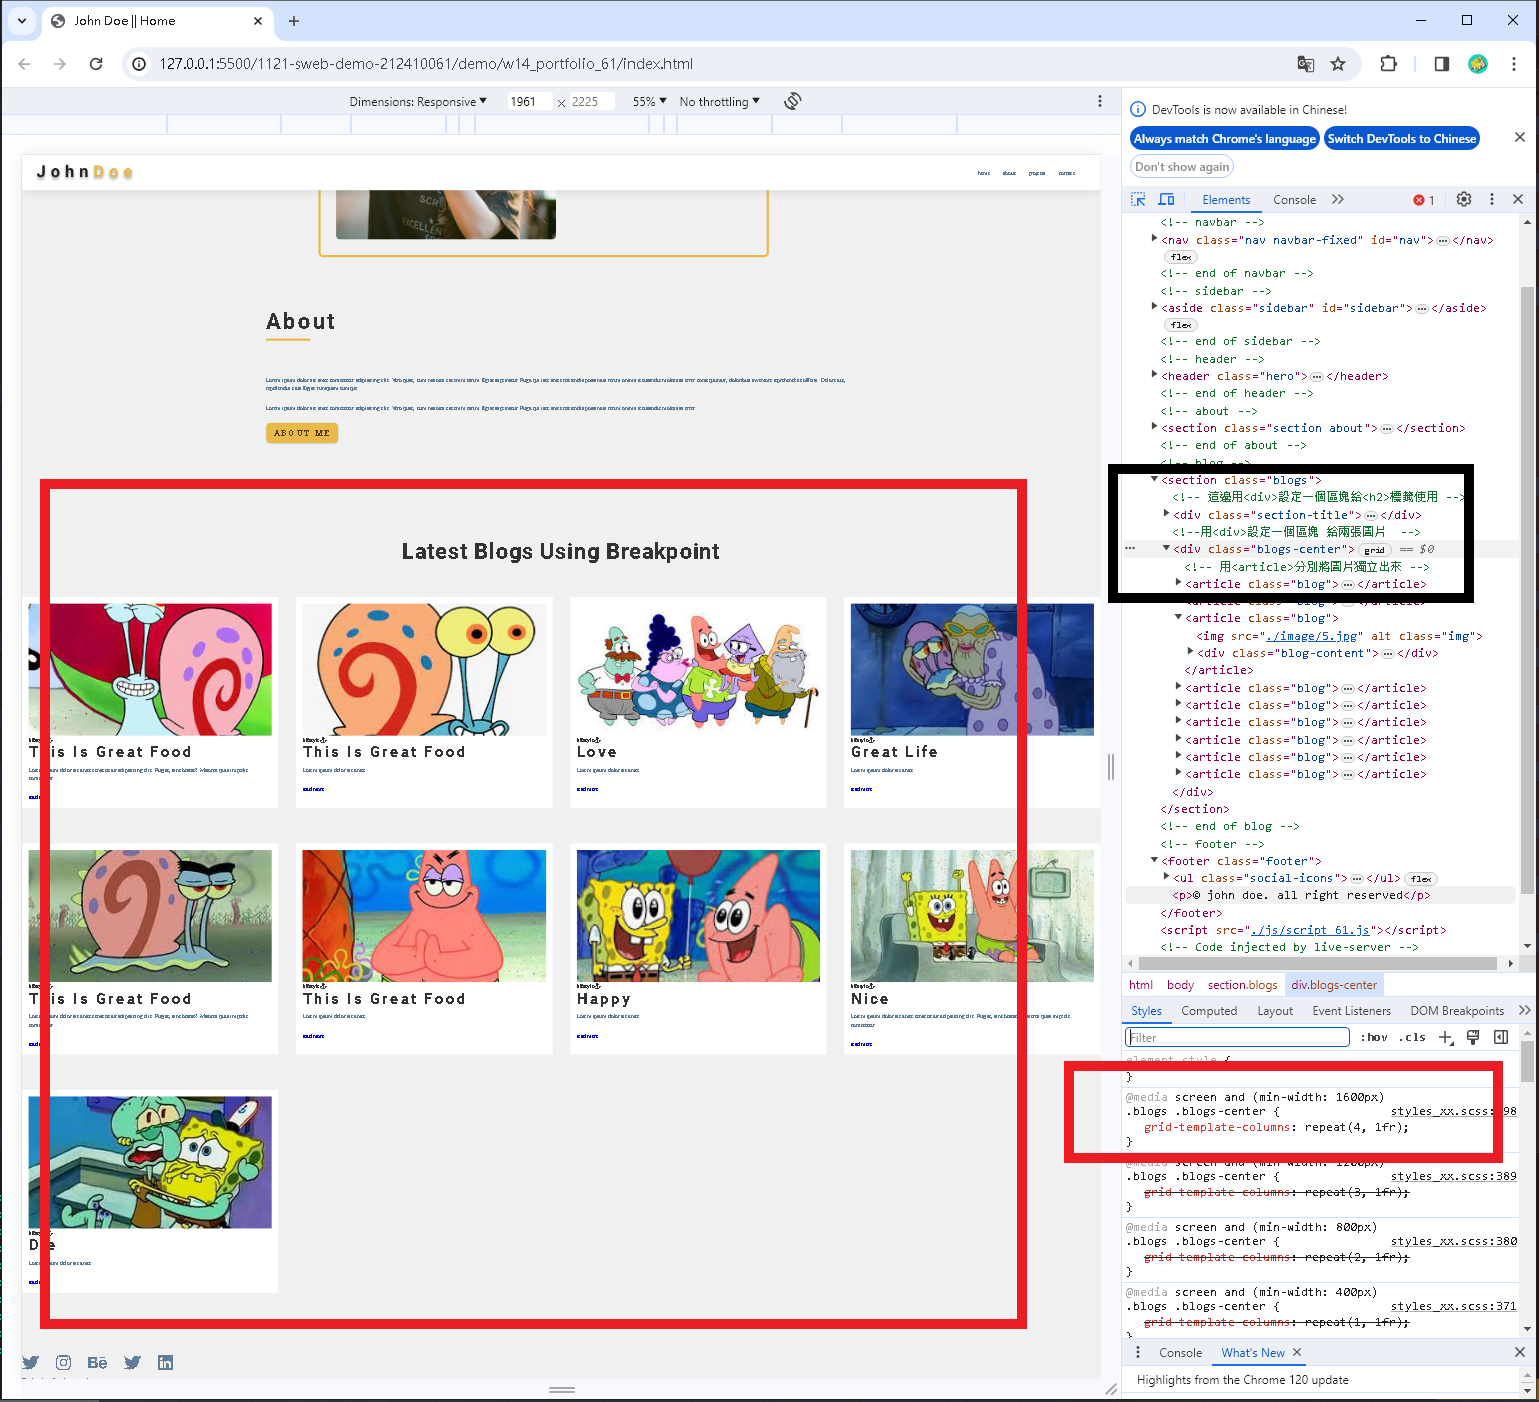 John Doe || Home
127.0.0.1:5500/1121-sweb-demo-212410061/demo/w14_portfolio_61/index.html
Dimensions: Responsive
1961 × 2225
55%
No throttling
JohnDoe
home about projects contact
About
ABOUT ME
Latest Blogs Using Breakpoint
This Is Great Food
This Is Great Food
Love
Great Life
This Is Great Food
This Is Great Food
Happy
Nice
DevTools is now available in Chinese!
Always match Chrome's language
Switch DevTools to Chinese
Don't show again
Elements
Console
1
<!-- navbar -->
<nav class="nav navbar-fixed" id="nav">…</nav>
flex
<!-- end of navbar -->
<!-- sidebar -->
<aside class="sidebar" id="sidebar">…</aside>
flex
<!-- end of sidebar -->
<!-- header -->
<header class="hero">…</header>
<!-- end of header -->
<!-- about -->
<section class="section about">…</section>
<!-- end of about -->
<!-- blog -->
<section class="blogs">
<!-- 這邊用<div>設定一個區塊給<h2>標籤使用 -->
<div class="section-title">…</div>
<!--用<div>設定一個區塊 給兩張圖片 -->
<div class="blogs-center"> grid == $0
<!-- 用<article>分別將圖片獨立出來 -->
<article class="blog">…</article>
<article class="blog">…</article>
<article class="blog">
<img src="./image/5.jpg" alt class="img">
<div class="blog-content">…</div>
</article>
<article class="blog">…</article>
<article class="blog">…</article>
<article class="blog">…</article>
<article class="blog">…</article>
<article class="blog">…</article>
<article class="blog">…</article>
</div>
</section>
<!-- end of blog -->
<!-- footer -->
<footer class="footer">
<ul class="social-icons">…</ul> flex
<p>© john doe. all right reserved</p>
</footer>
<script src="./js/script_61.js"></script>
<!-- Code injected by live-server -->
html body section.blogs div.blogs-center
Styles Computed Layout Event Listeners DOM Breakpoints
Filter
:hov .cls
element.style {
}
@media screen and (min-width: 1600px)
.blogs .blogs-center {
styles_xx.scss:398
grid-template-columns: repeat(4, 1fr);
}
@media screen and (min-width: 1200px)
.blogs .blogs-center {
styles_xx.scss:389
grid-template-columns: repeat(3, 1fr);
}
@media screen and (min-width: 800px)
.blogs .blogs-center {
styles_xx.scss:380
grid-template-columns: repeat(2, 1fr);
}
@media screen and (min-width: 400px)
.blogs .blogs-center {
styles_xx.scss:371
grid-template-columns: repeat(1, 1fr);
}
Console
What's New
Highlights from the Chrome 120 update